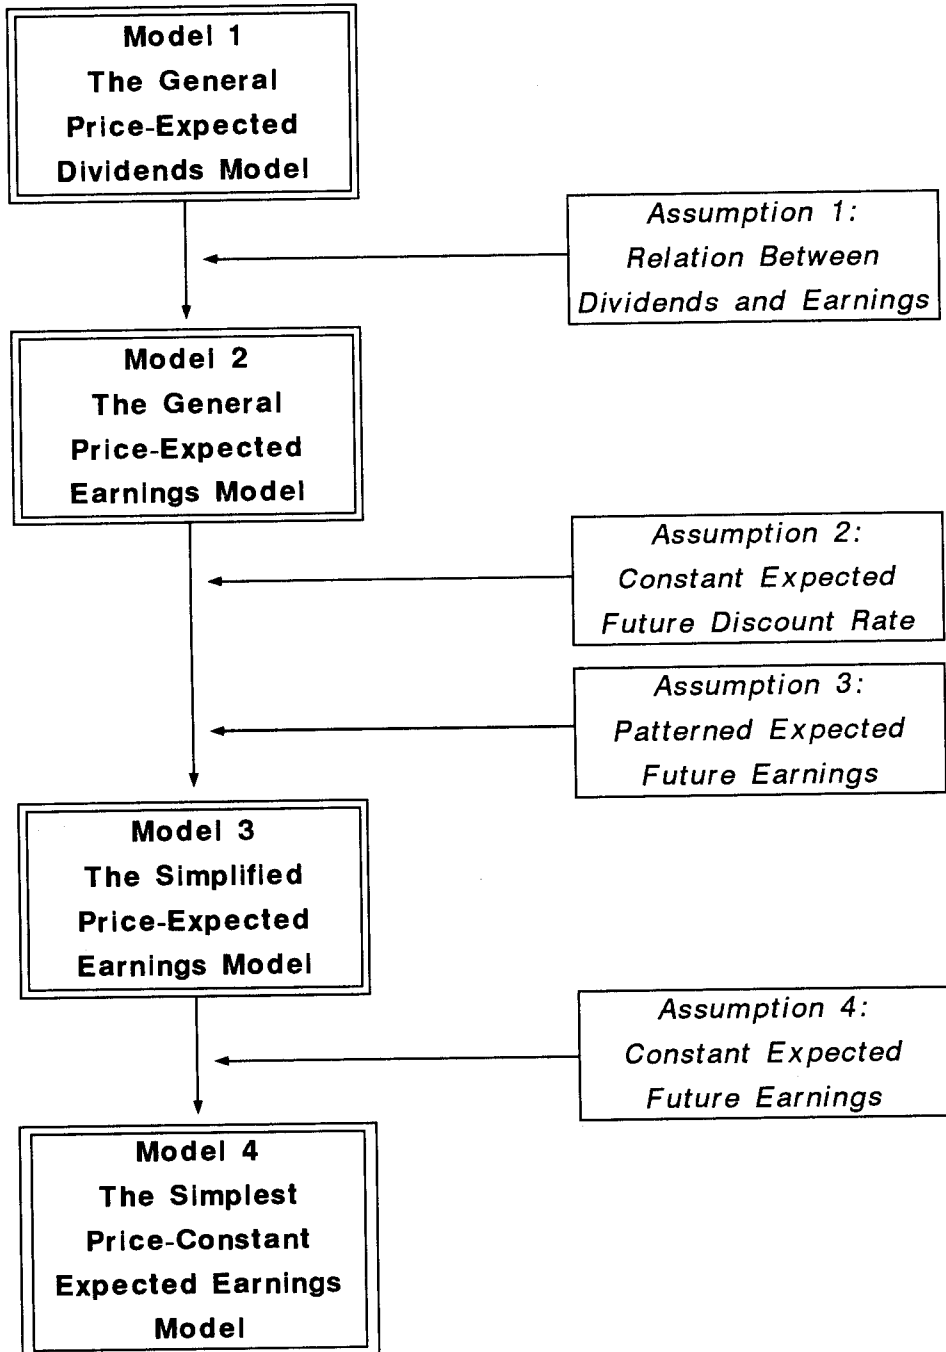 Model 1
The General
Price-Expected
Dividends Model
Assumption 1:
Relation Between
Dividends and Earnings
Model 2
The General
Price-Expected
Earnings Model
Assumption 2:
Constant Expected
Future Discount Rate
Assumption 3:
Patterned Expected
Future Earnings
Model 3
The Simplified
Price-Expected
Earnings Model
Assumption 4:
Constant Expected
Future Earnings
Model 4
The Simplest
Price-Constant
Expected Earnings
Model